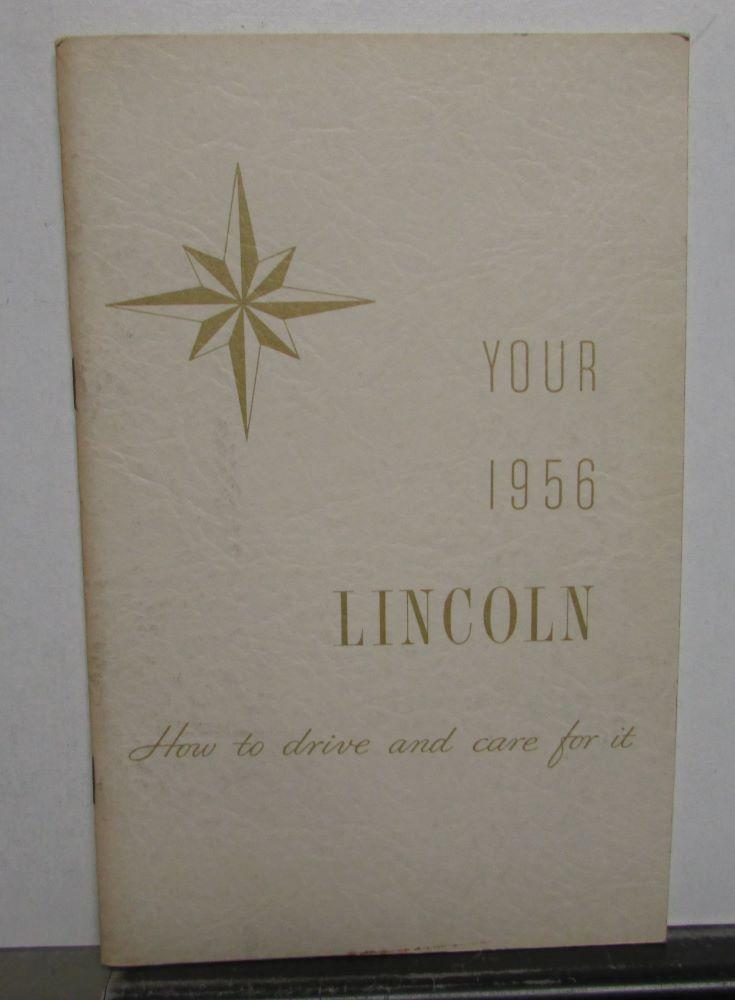 YOUR
1956
LINCOLN
How to drive and care for it